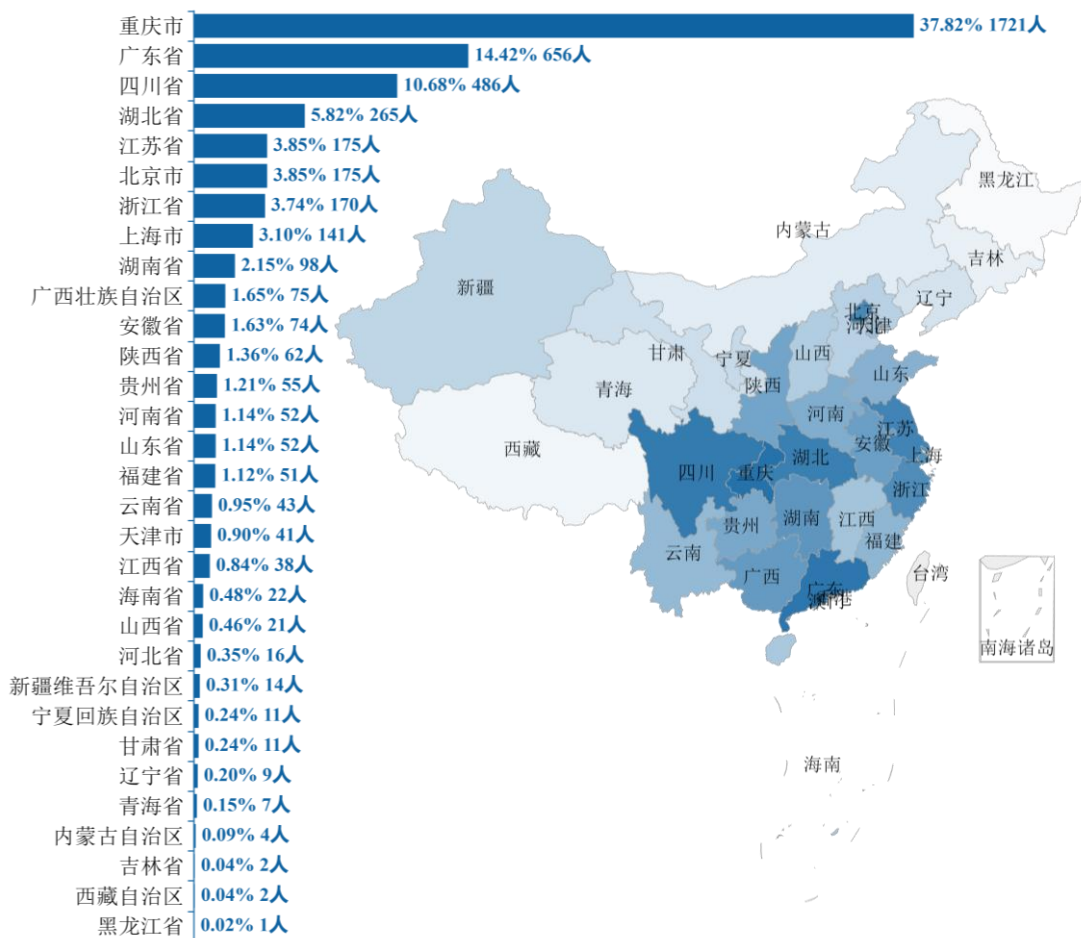 重庆市 37.82% 1721人
广东省 14.42% 656人
四川省 10.68% 486人
湖北省 5.82% 265人
江苏省 3.85% 175人
北京市 3.85% 175人
浙江省 3.74% 170人
上海市 3.10% 141人
湖南省 2.15% 98人
广西壮族自治区 1.65% 75人
安徽省 1.63% 74人
陕西省 1.36% 62人
贵州省 1.21% 55人
河南省 1.14% 52人
山东省 1.14% 52人
福建省 1.12% 51人
云南省 0.95% 43人
天津市 0.90% 41人
江西省 0.84% 38人
海南省 0.48% 22人
山西省 0.46% 21人
河北省 0.35% 16人
新疆维吾尔自治区 0.31% 14人
宁夏回族自治区 0.24% 11人
甘肃省 0.24% 11人
辽宁省 0.20% 9人
青海省 0.15% 7人
内蒙古自治区 0.09% 4人
吉林省 0.04% 2人
西藏自治区 0.04% 2人
黑龙江省 0.02% 1人
黑龙江
内蒙古
吉林
新疆
辽宁
北京
甘肃
宁夏
山西
山东
青海
陕西
河南
江苏
安徽
西藏
上海
四川
重庆
湖北
浙江
贵州
湖南
江西
福建
云南
广西
广东
台湾
南海诸岛
海南